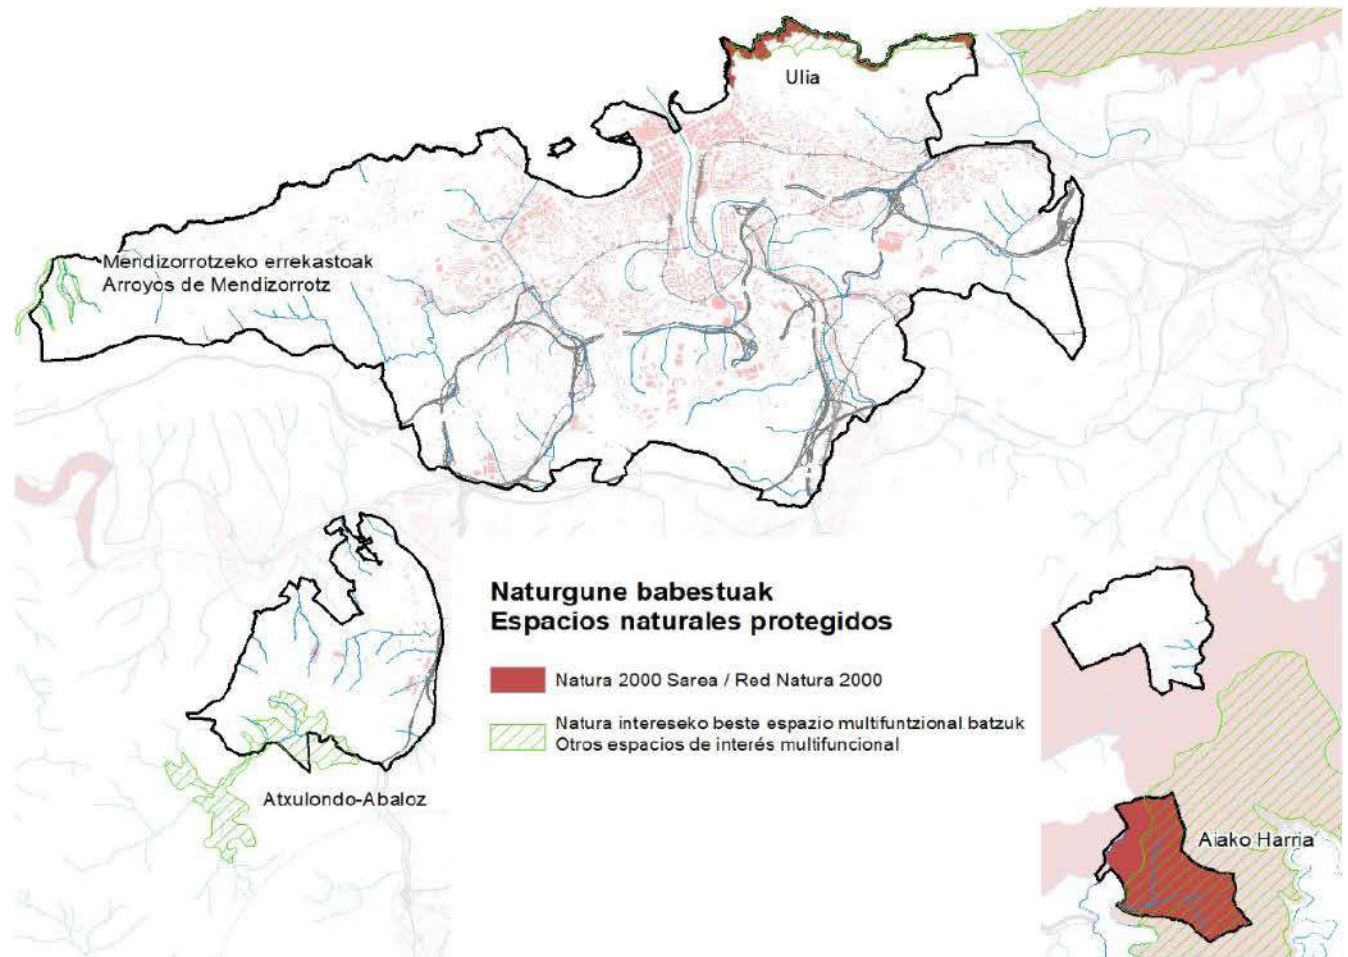 Ulia
Mendizorrotzeko errekastoak
Arroyos de Mendizorrotz
Naturgune babestuak
Espacios naturales protegidos
Natura 2000 Sarea / Red Natura 2000
Natura intereseko beste espazio multifuntzional batzuk
Otros espacios de interés multifuncional
Atxulondo-Abaloz
Aiako Harria